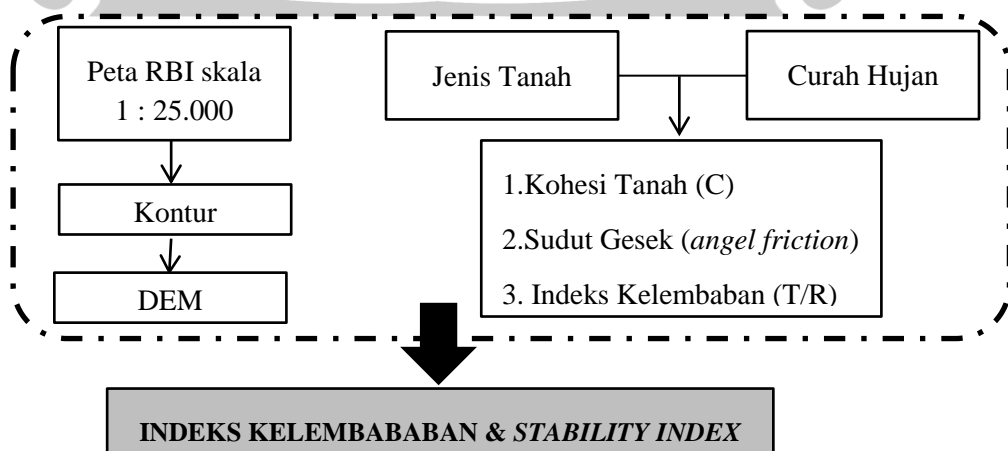 Peta RBI skala
1 : 25.000
Kontur
DEM
Jenis Tanah
Curah Hujan
1.Kohesi Tanah (C)
2.Sudut Gesek (angel friction)
3. Indeks Kelembaban (T/R)
INDEKS KELEMBABABAN & STABILITY INDEX